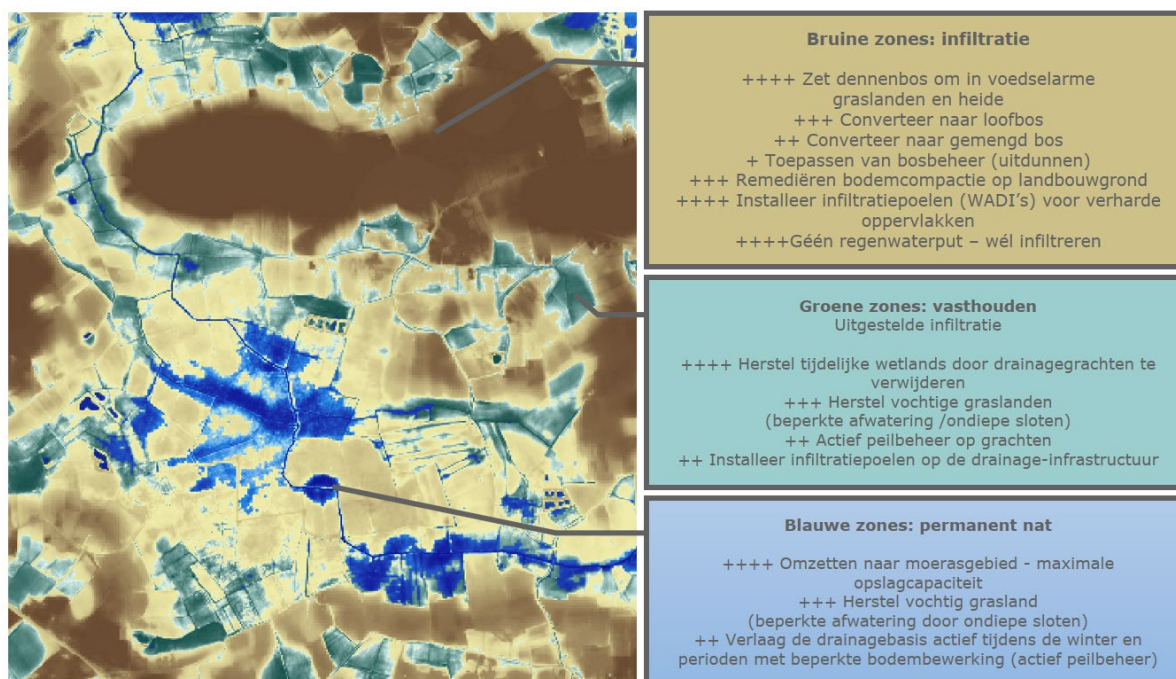 Bruine zones: infiltratie
++++ Zet dennenbos om in voedselarme
graslanden en heide
+++ Converteer naar loofbos
++ Converteer naar gemengd bos
+ Toepassen van bosbeheer (uitdunnen)
+++ Remediëren bodemcompactie op landbouwgrond
++++ Installeer infiltratiepoelen (WADI’s) voor verharde
oppervlakken
++++Géén regenwaterput – wél infiltreren
Groene zones: vasthouden
Uitgestelde infiltratie
++++ Herstel tijdelijke wetlands door drainagegrachten te
verwijderen
+++ Herstel vochtige graslanden
(beperkte afwatering /ondiepe sloten)
++ Actief peilbeheer op grachten
++ Installeer infiltratiepoelen op de drainage-infrastructuur
Blauwe zones: permanent nat
++++ Omzetten naar moerasgebied - maximale
opslagcapaciteit
+++ Herstel vochtig grasland
(beperkte afwatering door ondiepe sloten)
++ Verlaag de drainagebasis actief tijdens de winter en
perioden met beperkte bodembewerking (actief peilbeheer)